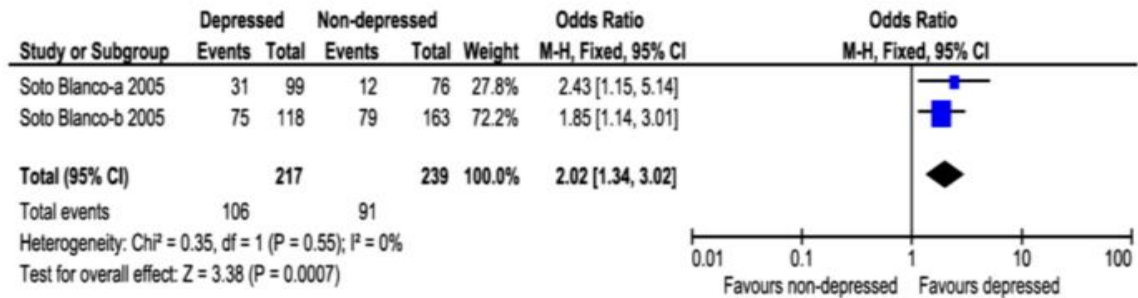 Depressed Non-depressed Odds Ratio Odds Ratio
Study or Subgroup Events Total Events Total Weight M-H, Fixed, 95% CI M-H, Fixed, 95% CI
Soto Blanco-a 2005 31 99 12 76 27.8% 2.43 [1.15, 5.14]
Soto Blanco-b 2005 75 118 79 163 72.2% 1.85 [1.14, 3.01]
Total (95% CI) 217 239 100.0% 2.02 [1.34, 3.02]
Total events 106 91
Heterogeneity: Chi² = 0.35, df = 1 (P = 0.55); I² = 0%
Test for overall effect: Z = 3.38 (P = 0.0007)
0.01 0.1 1 10 100
Favours non-depressed Favours depressed